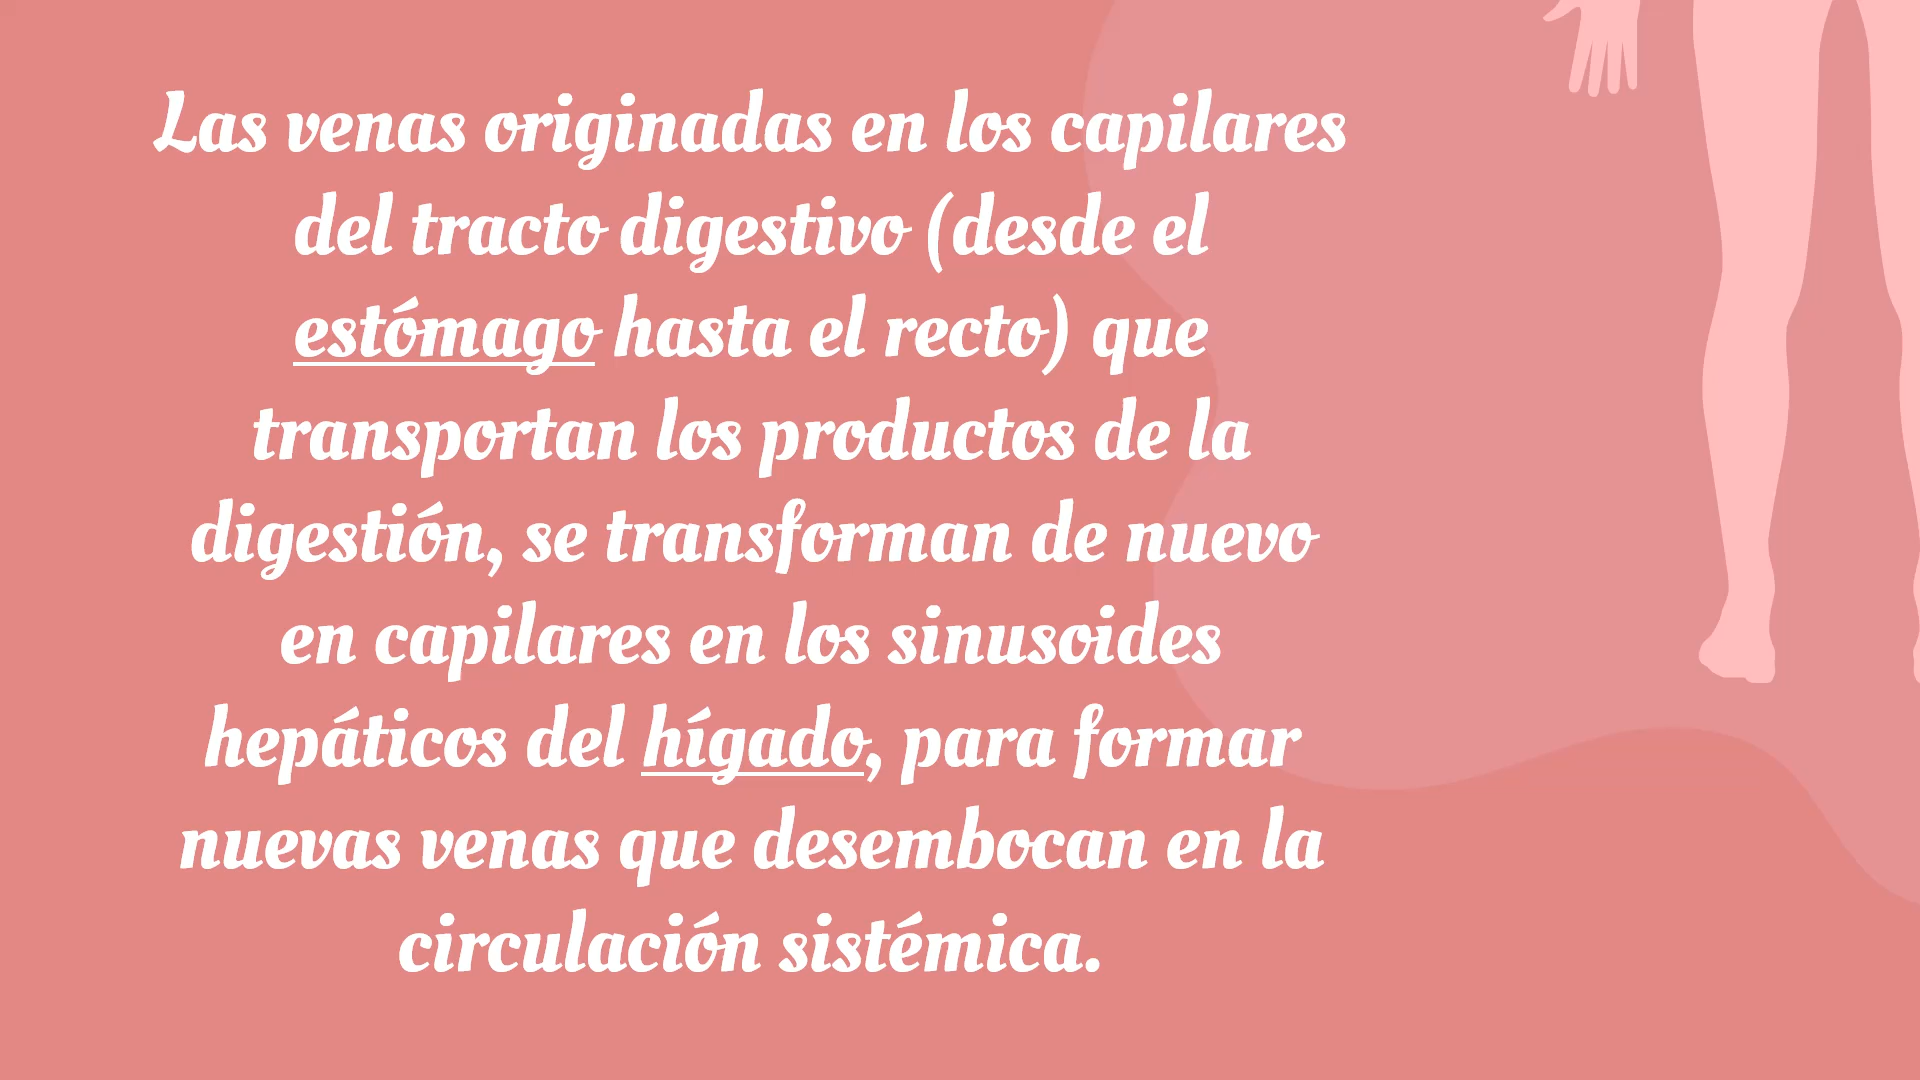 Las venas originadas en los capilares
del tracto digestivo (desde el
estómago hasta el recto) que
transportan los productos de la
digestión, se transforman de nuevo
en capilares en los sinusoides
hepáticos del hígado, para formar
nuevas venas que desembocan en la
circulación sistémica.